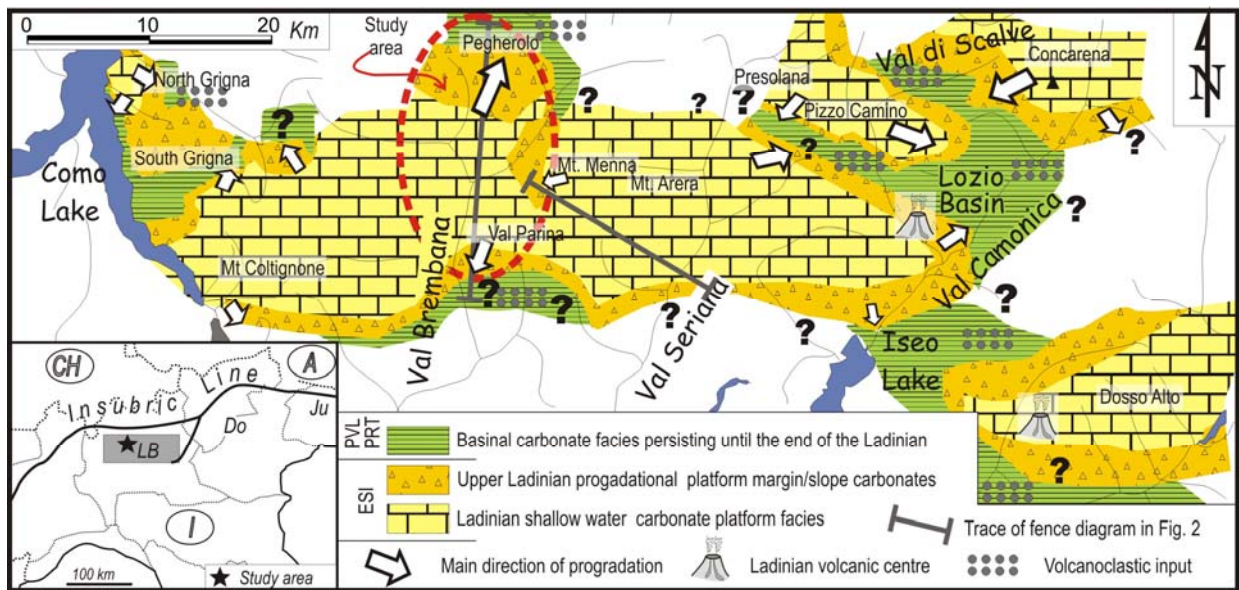 0 10 20 Km
Study
area
Pegherolo
North Grigna
South Grigna
?
Como
Lake
Mt Coltignone
Val Brembana
Val Parina
Mt. Menna
Mt. Arera
Val Seriana
?
?
?
?
?
?
Presolana
?
Pizzo Camino
?
Val di Scalve
Concarena
?
?
N
Lozio
Basin
Val Camonica
?
?
?
Iseo
Lake
Dosso Alto
?
CH
A
Insubric Line
Ju
Do
LB
I
100 km
Study area
PVL
PRT
Basinal carbonate facies persisting until the end of the Ladinian
ESI
Upper Ladinian progadational platform margin/slope carbonates
Ladinian shallow water carbonate platform facies
Trace of fence diagram in Fig. 2
Main direction of progradation
Ladinian volcanic centre
Volcanoclastic input